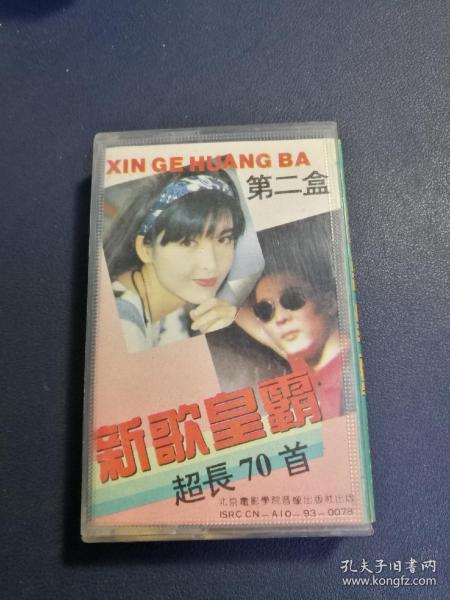 XIN GE HUANG BA
第二盒
新歌皇霸
超長70首
北京電影學院音像出版社出版
ISRC CN-A10-93-0078
孔夫子旧书网
www.kongfz.com